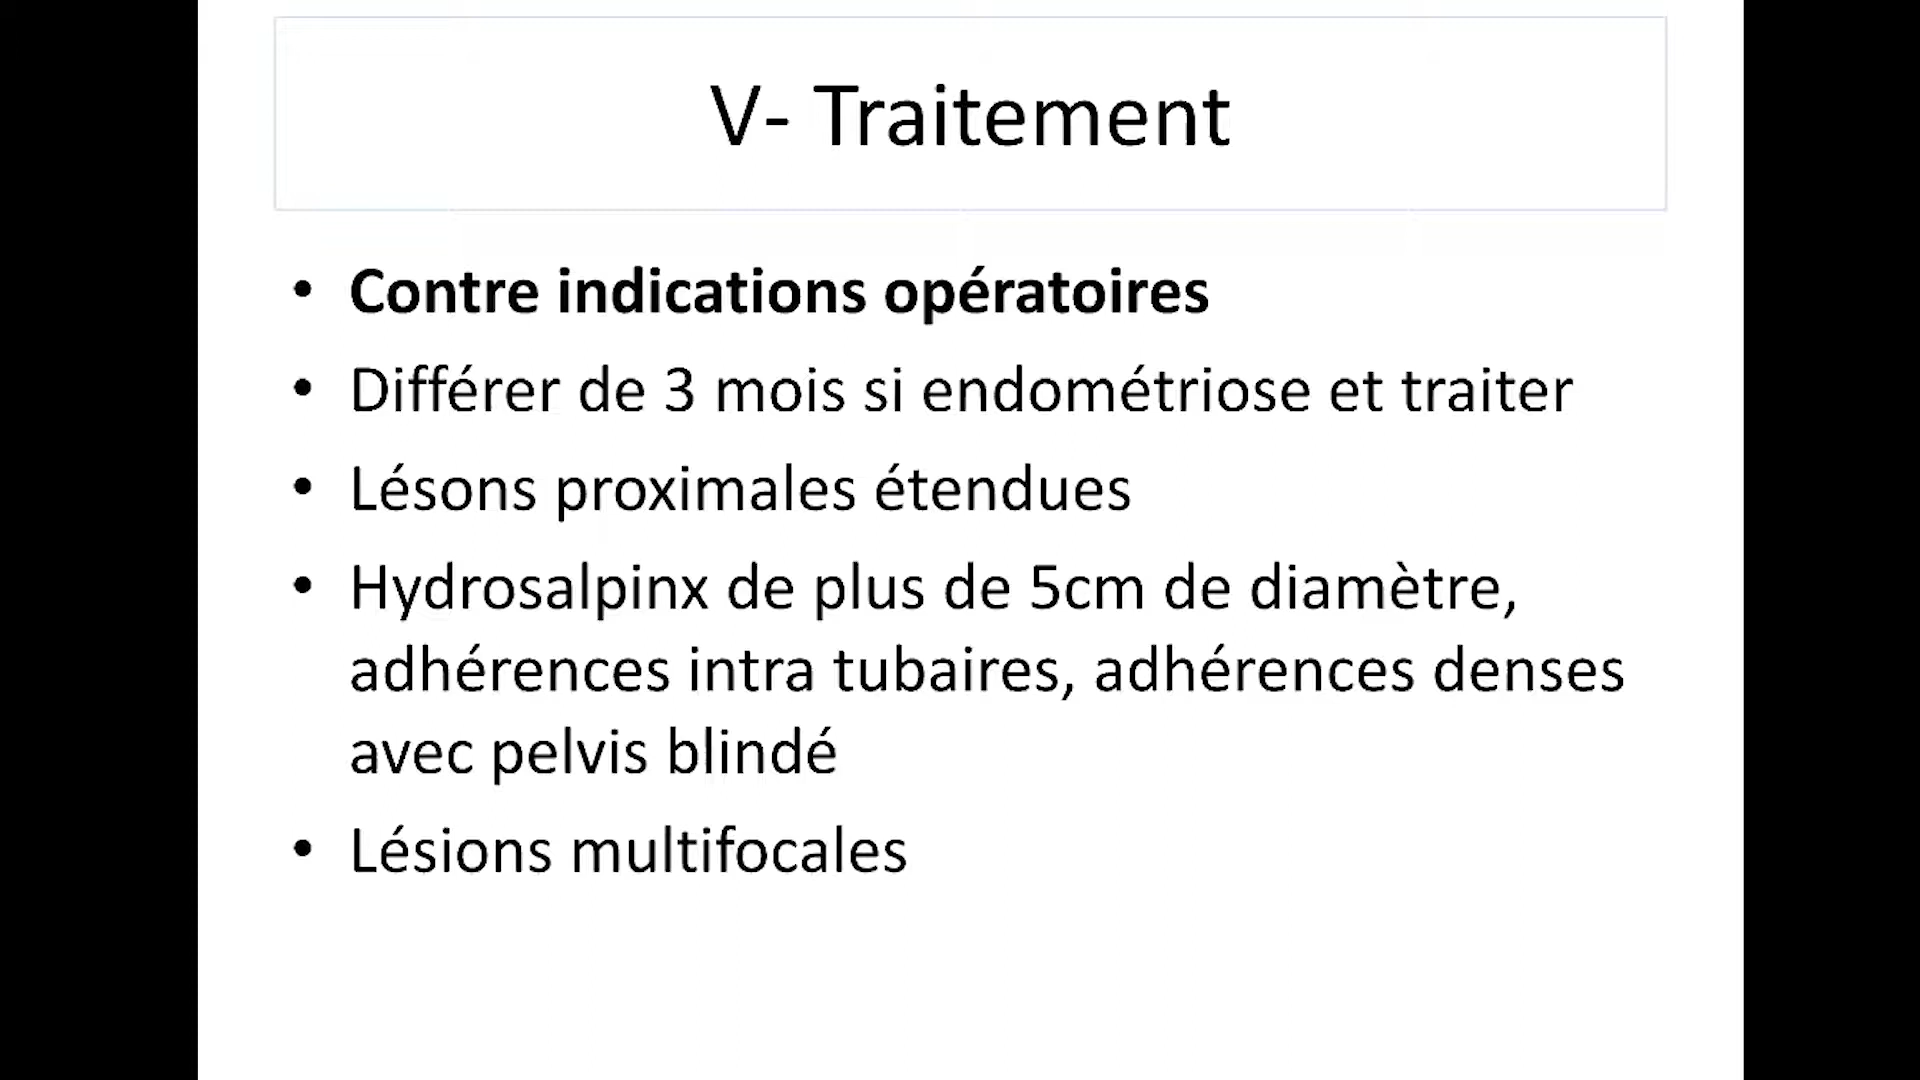 V- Traitement
• Contre indications opératoires
• Différer de 3 mois si endométriose et traiter
• Lésons proximales étendues
• Hydrosalpinx de plus de 5cm de diamètre,
adhérences intra tubaires, adhérences denses
avec pelvis blindé
• Lésions multifocales